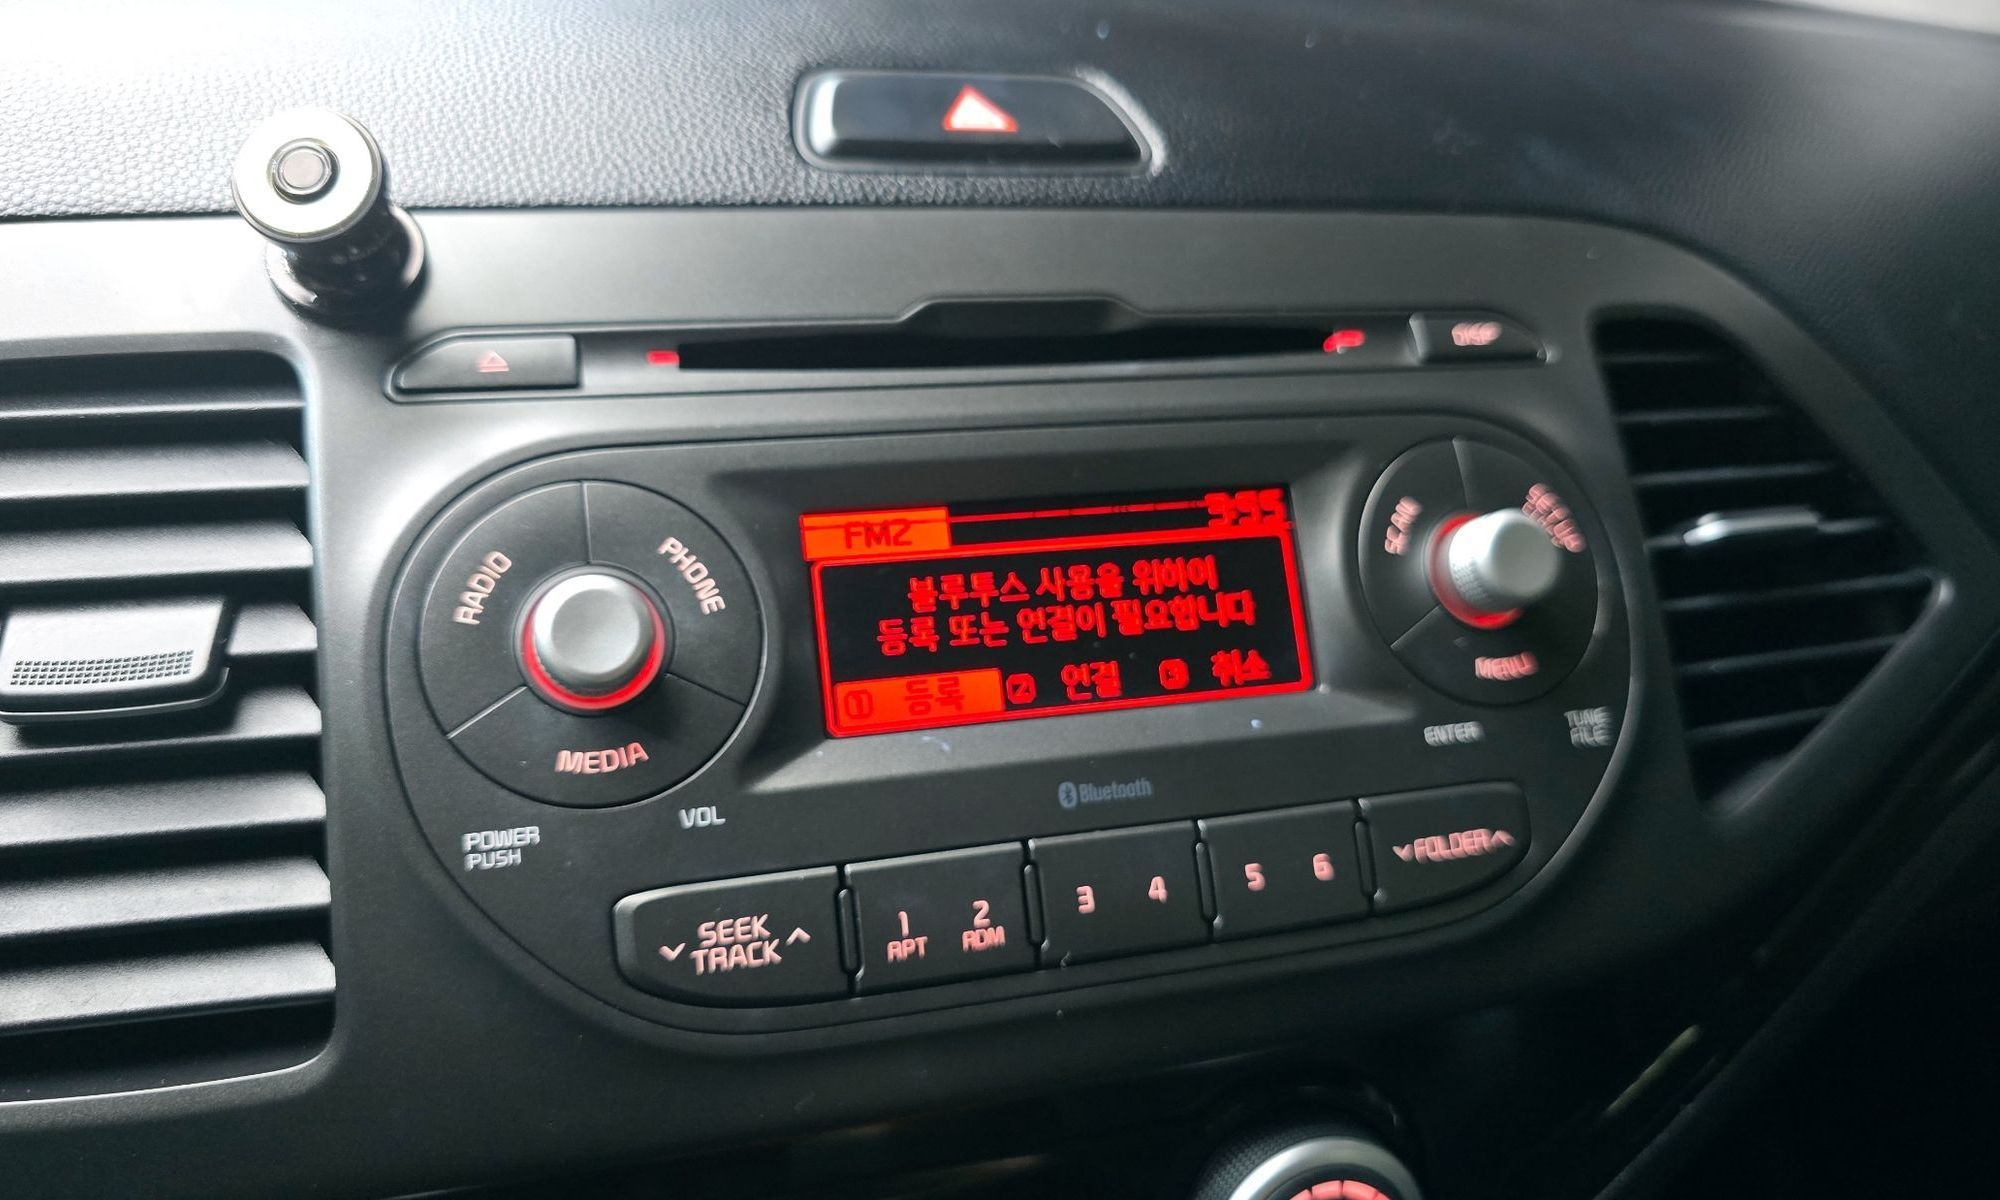 DISP
FM2 3:55
블루투스 사용을 위하여
등록 또는 연결이 필요합니다
1 등록 2 연결 3 취소
RADIO
PHONE
MEDIA
POWER
PUSH
VOL
SCAN
SETUP
MENU
ENTER
TUNE
FILE
Bluetooth
SEEK
TRACK
1
RPT
2
RDM
3
4
5
6
FOLDER